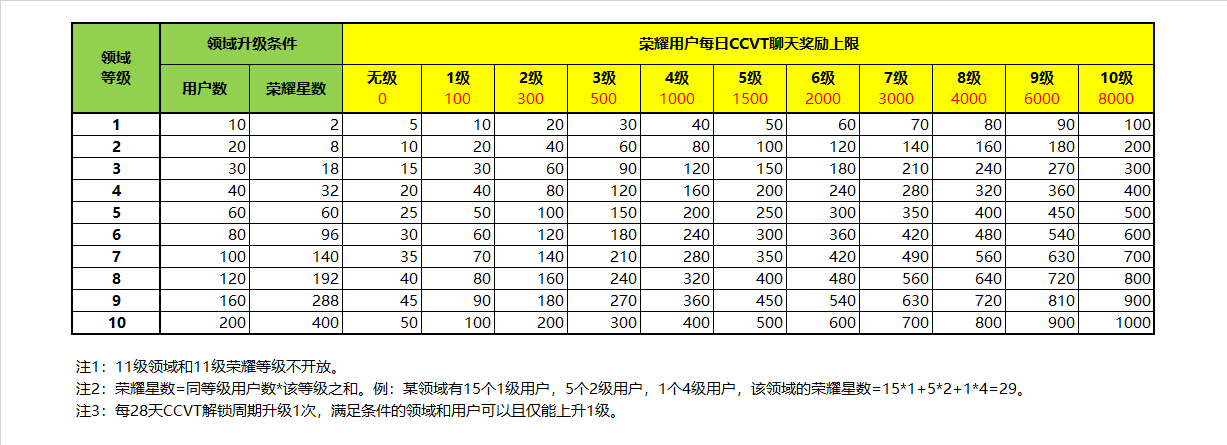 领域等级 领域升级条件 荣耀用户每日CCVT聊天奖励上限
用户数 荣耀星数 无级 1级 2级 3级 4级 5级 6级 7级 8级 9级 10级
0 100 300 500 1000 1500 2000 3000 4000 6000 8000
1 10 2 5 10 20 30 40 50 60 70 80 90 100
2 20 8 10 20 40 60 80 100 120 140 160 180 200
3 30 18 15 30 60 90 120 150 180 210 240 270 300
4 40 32 20 40 80 120 160 200 240 280 320 360 400
5 60 60 25 50 100 150 200 250 300 350 400 450 500
6 80 96 30 60 120 180 240 300 360 420 480 540 600
7 100 140 35 70 140 210 280 350 420 490 560 630 700
8 120 192 40 80 160 240 320 400 480 560 640 720 800
9 160 288 45 90 180 270 360 450 540 630 720 810 900
10 200 400 50 100 200 300 400 500 600 700 800 900 1000
注1：11级领域和11级荣耀等级不开放。
注2：荣耀星数=同等级用户数*该等级之和。例：某领域有15个1级用户，5个2级用户，1个4级用户，该领域的荣耀星数=15*1+5*2+1*4=29。
注3：每28天CCVT解锁周期升级1次，满足条件的领域和用户可以且仅能上升1级。